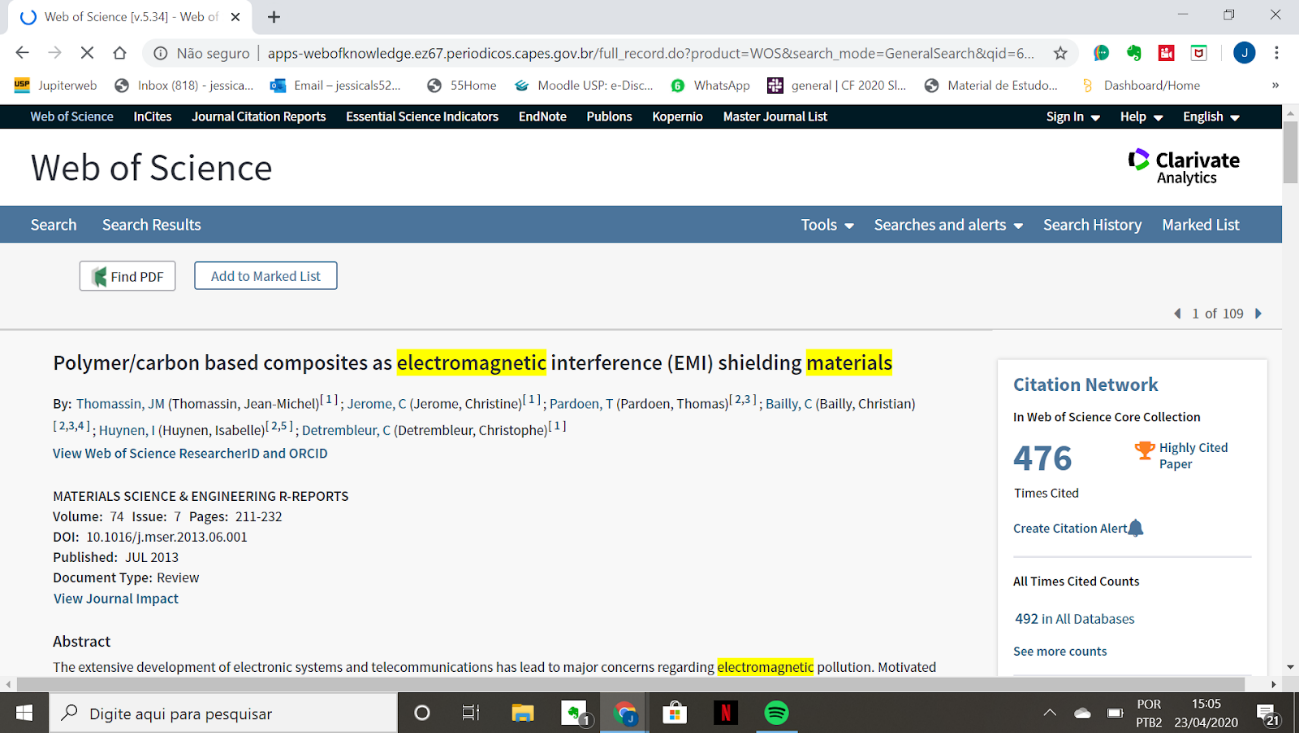 Web of Science [v.5.34] - Web of
Não seguro | apps-webofknowledge.ez67.periodicos.capes.gov.br/full_record.do?product=WOS&search_mode=GeneralSearch&qid=6...
J
USP Jupiterweb Inbox (818) - jessica... Email – jessicals52... 55Home Moodle USP: e-Disc... 6 WhatsApp general | CF 2020 Sl... Material de Estudo... Dashboard/Home »
Web of Science InCites Journal Citation Reports Essential Science Indicators EndNote Publons Kopernio Master Journal List Sign In Help English
Web of Science
Clarivate
Analytics
Search Search Results Tools Searches and alerts Search History Marked List
Find PDF Add to Marked List
1 of 109
Polymer/carbon based composites as electromagnetic interference (EMI) shielding materials
By: Thomassin, JM (Thomassin, Jean-Michel)[ 1 ] ; Jerome, C (Jerome, Christine)[ 1 ] ; Pardoen, T (Pardoen, Thomas)[ 2,3 ] ; Bailly, C (Bailly, Christian)
[ 2,3,4 ] ; Huynen, I (Huynen, Isabelle)[ 2,5 ] ; Detrembleur, C (Detrembleur, Christophe)[ 1 ]
View Web of Science ResearcherID and ORCID
MATERIALS SCIENCE & ENGINEERING R-REPORTS
Volume: 74 Issue: 7 Pages: 211-232
DOI: 10.1016/j.mser.2013.06.001
Published: JUL 2013
Document Type: Review
View Journal Impact
Abstract
The extensive development of electronic systems and telecommunications has lead to major concerns regarding electromagnetic pollution. Motivated
Citation Network
In Web of Science Core Collection
476
Highly Cited
Paper
Times Cited
Create Citation Alert
All Times Cited Counts
492 in All Databases
See more counts
Digite aqui para pesquisar
1
J
N
POR
PTB2
15:05
23/04/2020
21